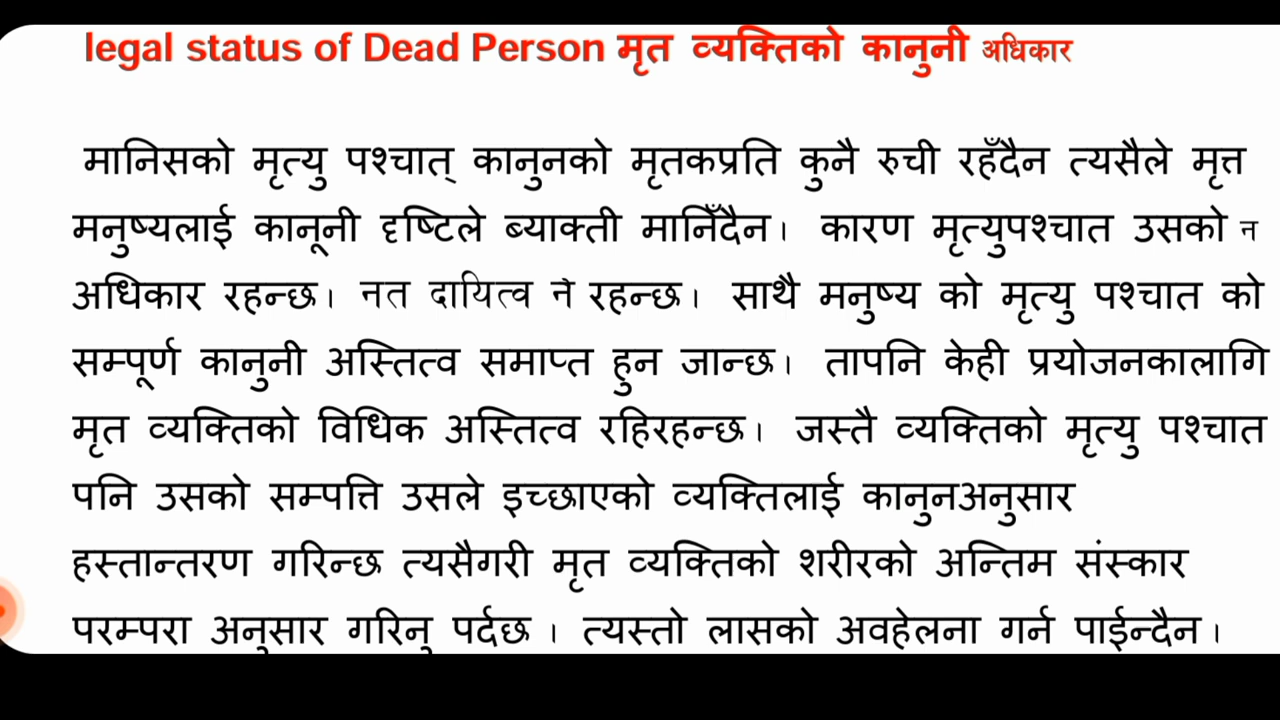 legal status of Dead Person मृत व्यक्तिको कानुनी अधिकार
मानिसको मृत्यु पश्चात् कानुनको मृतकप्रति कुनै रुची रहँदैन त्यसैले मृत्त
मनुष्यलाई कानूनी दृष्टिले ब्याक्ती मानिँदैन। कारण मृत्युपश्चात उसको न
अधिकार रहन्छ। नत दायित्व नै रहन्छ। साथै मनुष्य को मृत्यु पश्चात को
सम्पूर्ण कानुनी अस्तित्व समाप्त हुन जान्छ। तापनि केही प्रयोजनकालागि
मृत व्यक्तिको विधिक अस्तित्व रहिरहन्छ। जस्तै व्यक्तिको मृत्यु पश्चात
पनि उसको सम्पत्ति उसले इच्छाएको व्यक्तिलाई कानुनअनुसार
हस्तान्तरण गरिन्छ त्यसैगरी मृत व्यक्तिको शरीरको अन्तिम संस्कार
परम्परा अनुसार गरिनु पर्दछ । त्यस्तो लासको अवहेलना गर्न पाईन्दैन।